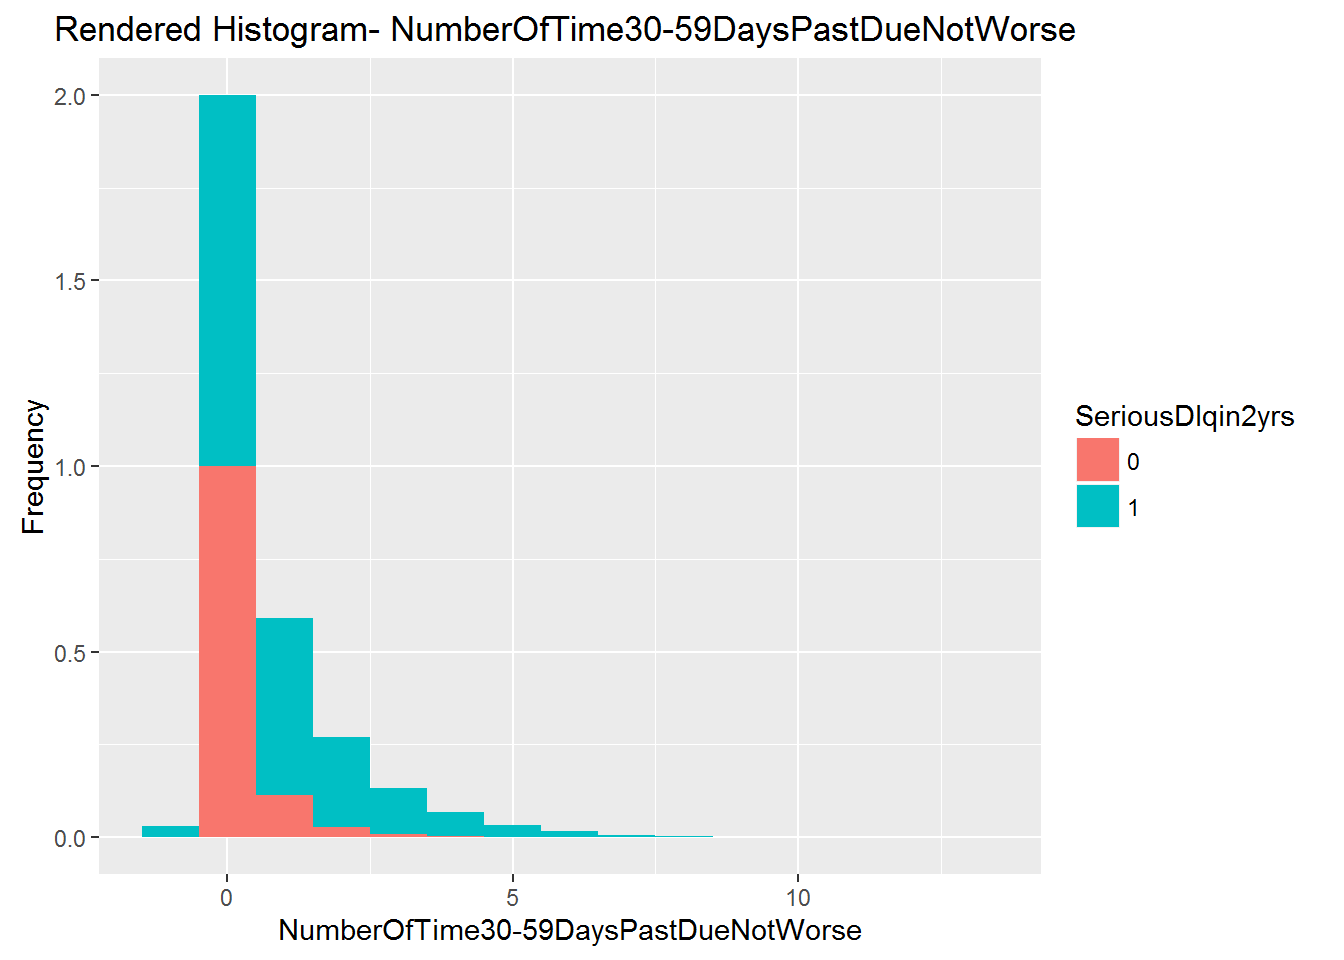 Rendered Histogram- NumberOfTime30-59DaysPastDueNotWorse
2.0
1.5
1.0
0.5
0.0
Frequency
0
5
10
NumberOfTime30-59DaysPastDueNotWorse
SeriousDlqin2yrs
0
1